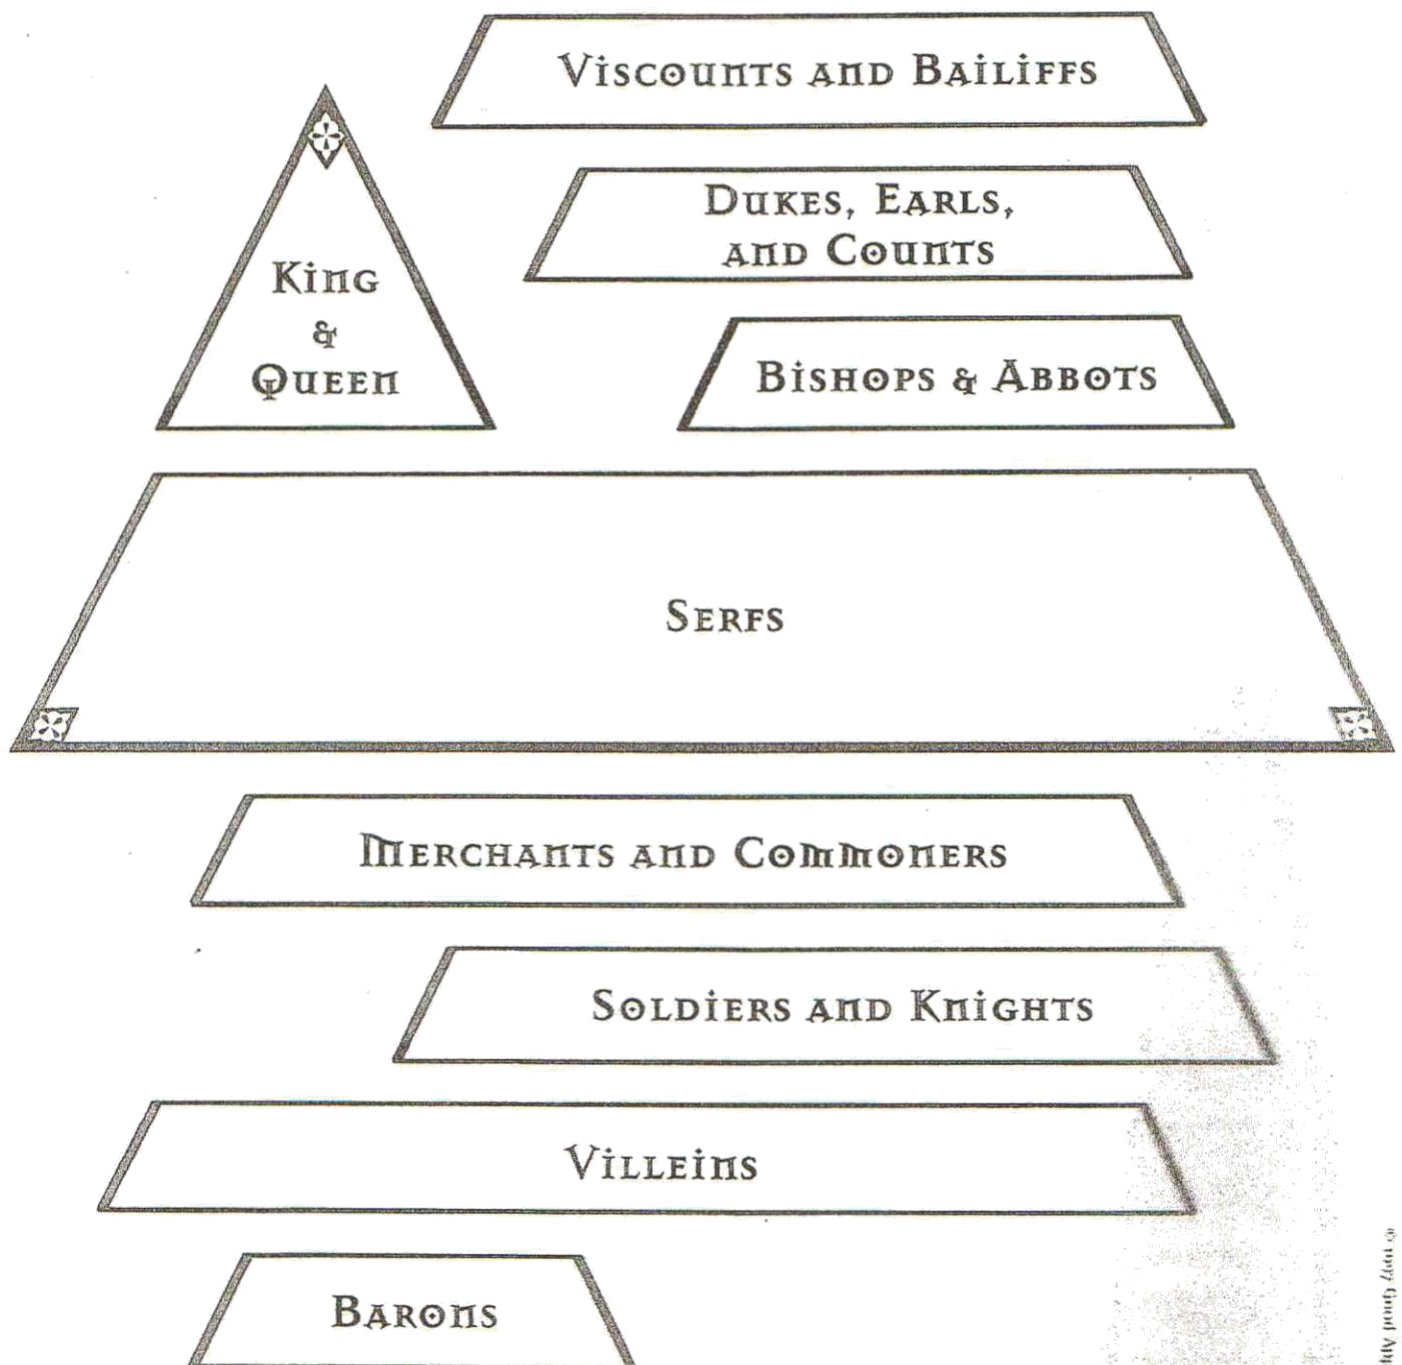 Viscounts and Bailiffs
Dukes, Earls,
and Counts
King
&
Queen
Bishops & Abbots
Serfs
Merchants and Commoners
Soldiers and Knights
Villeins
Barons